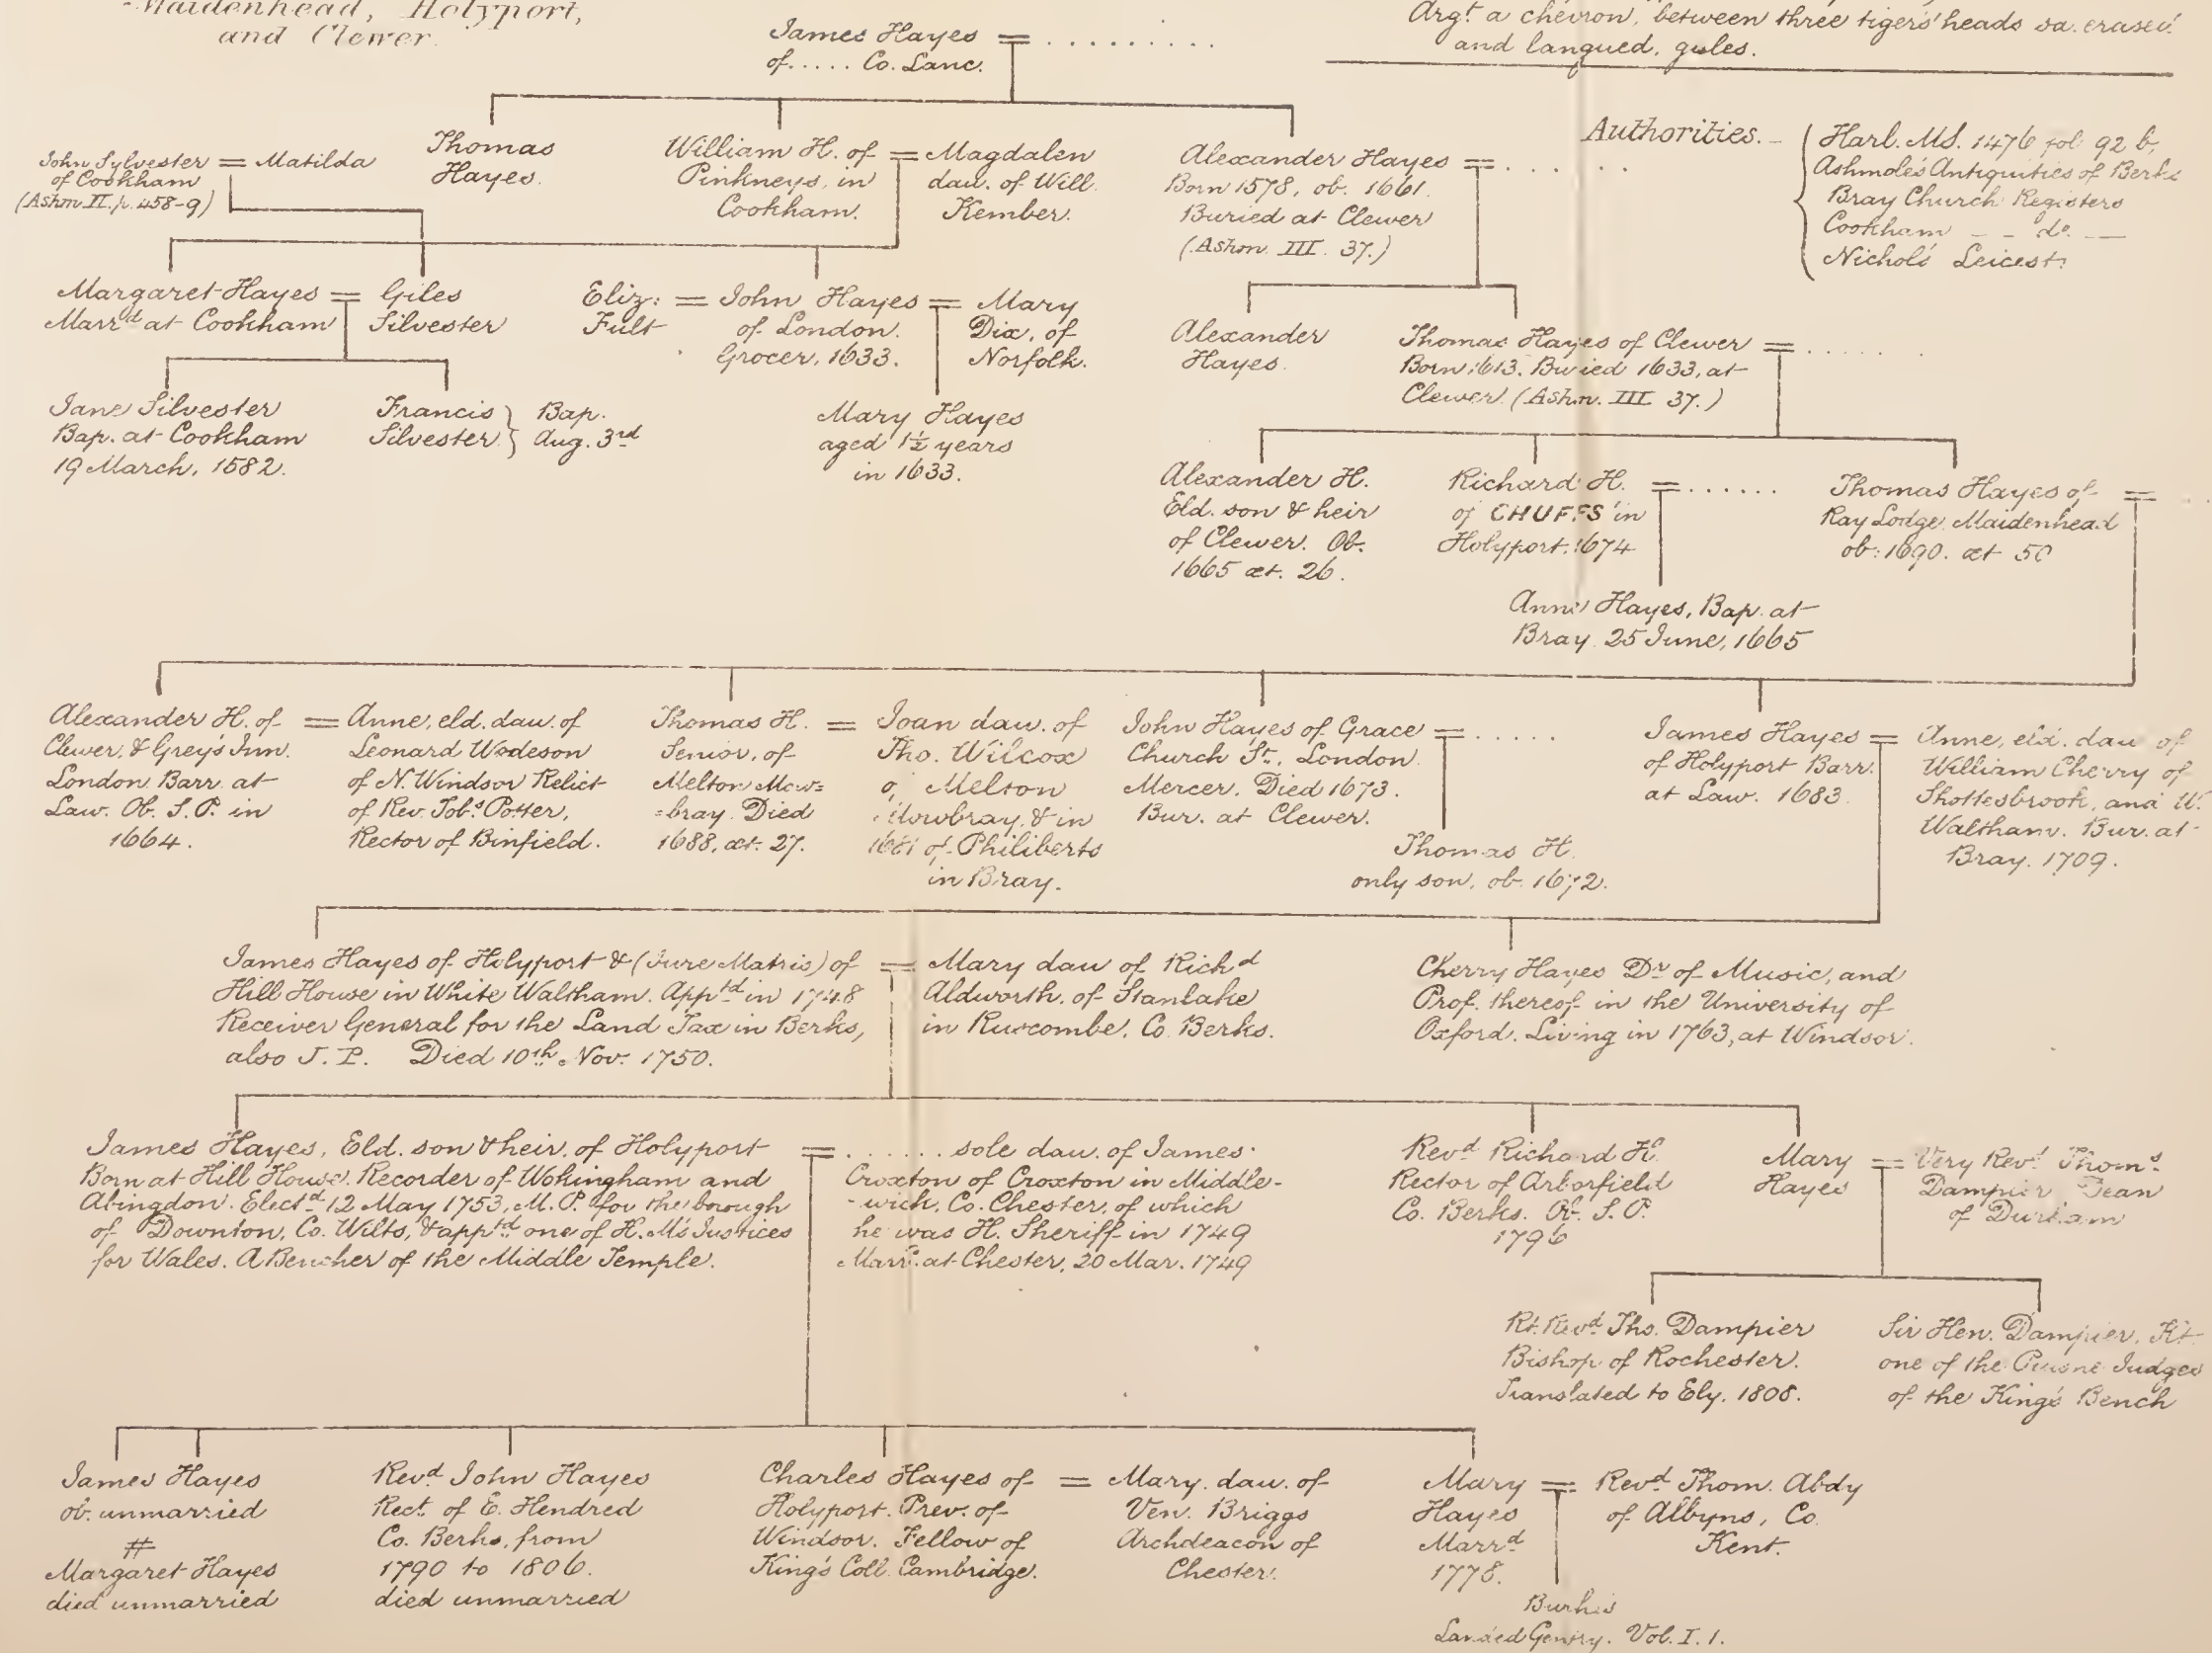 Maidenhead, Holyport,
and Clewer.
Argt. a chevron, between three tigers' heads sa. erased
and langued, gules.
James Hayes = . . . . . . . . .
of . . . . . Co. Lanc.
Authorities. –
Harl. MS. 1476 fol. 92 b.
Ashmole's Antiquities of Berks
Bray Church Registers
Cookham – – do. –
Nichols' Leicest:
John Sylvester = Matilda
of Cookham
(Ashm II. p. 458-9)
Thomas
Hayes.
William H. of =
Pinkneys, in
Cookham.
Magdalen
dau. of Will.
Kember.
Alexander Hayes = . . . . .
Born 1578, ob. 1661.
Buried at Clewer
(Ashm. III. 37.)
Margaret Hayes =
Marrd. at Cookham
Giles
Silvester
Eliz: =
Fult
John Hayes =
of London.
Grocer, 1633.
Mary
Dix, of
Norfolk.
Alexander
Hayes.
Thomas Hayes of Clewer = . . . . .
Born 1613. Buried 1633, at
Clewer. (Ashm. III 37.)
Jane Silvester
Bap. at Cookham
19 March, 1582.
Francis } Bap.
Silvester } Aug. 3rd
Mary Hayes
aged 1½ years
in 1633.
Alexander H.
Eld. son & heir
of Clewer. Ob.
1665 æt. 26.
Richard H. = . . . . . .
of CHUFFS in
Holyport. 1674
Thomas Hayes of =
Ray Lodge, Maidenhead
ob: 1690. æt 50
Anne Hayes, Bap. at
Bray 25 June, 1665
Alexander H. of =
Clewer, & Grey's Inn.
London Barr. at
Law. Ob. S. P. in
1664.
Anne, eld. dau. of
Leonard Wodeson
of N. Windsor Relict
of Rev. Tobs. Potter,
Rector of Binfield.
Thomas H. =
Senior, of
Melton Mow=
=bray. Died
1688, æt. 27.
Joan dau. of
Tho. Wilcox
of Melton
Mowbray, & in
1681 of Philiberts
in Bray.
John Hayes of Grace = . . . . .
Church St., London
Mercer. Died 1673.
Bur. at Clewer.
Thomas H.
only son, ob. 1672.
James Hayes =
of Holyport Barr.
at Law. 1683.
Anne, eld. dau of
William Cherry of
Shottesbrook, and W.
Waltham. Bur. at
Bray. 1709.
James Hayes of Holyport & (Jure Matris) of =
Hill House in White Waltham. Apptd in 1748
Receiver General for the Land Tax in Berks,
also J. P. Died 10th. Nov. 1750.
Mary dau of Richd
Aldworth, of Stanlake
in Ruscombe, Co. Berks.
Cherry Hayes Dr. of Music, and
Prof. thereof in the University of
Oxford. Living in 1763, at Windsor.
James Hayes, Eld. son & heir, of Holyport =
Born at Hill House. Recorder of Wokingham and
Abingdon. Electd. 12 May 1753, M. P. for the borough
of Downton, Co. Wilts, & apptd one of H. M's Justices
for Wales. A Bencher of the Middle Temple.
. . . . . . sole dau. of James
Croxton of Croxton in Middle-
-wich, Co. Chester, of which
he was H. Sheriff in 1749
Marrd. at Chester, 20 Mar. 1749
Revd Richard H.
Rector of Arborfield
Co. Berks. Ob. S. P.
1796
Mary =
Hayes
Very Revd. Thoms.
Dampier Dean
of Durham
Rt. Revd Tho. Dampier
Bishop of Rochester.
Translated to Ely. 1808.
Sir Hen. Dampier, Kt.
one of the Puisne Judges
of the King's Bench
James Hayes
ob. unmarried
#
Margaret Hayes
died unmarried
Revd John Hayes
Rect. of E. Hendred
Co. Berks, from
1790 to 1806.
died unmarried
Charles Hayes of =
Holyport. Prev. of
Windsor. Fellow of
King's Coll. Cambridge.
Mary. dau. of
Ven. Briggs
Archdeacon of
Chester.
Mary =
Hayes
Marrd
1778.
Revd Thom. Abdy
of Albyns, Co.
Kent.
Burke's
Landed Gentry. Vol. I. 1.